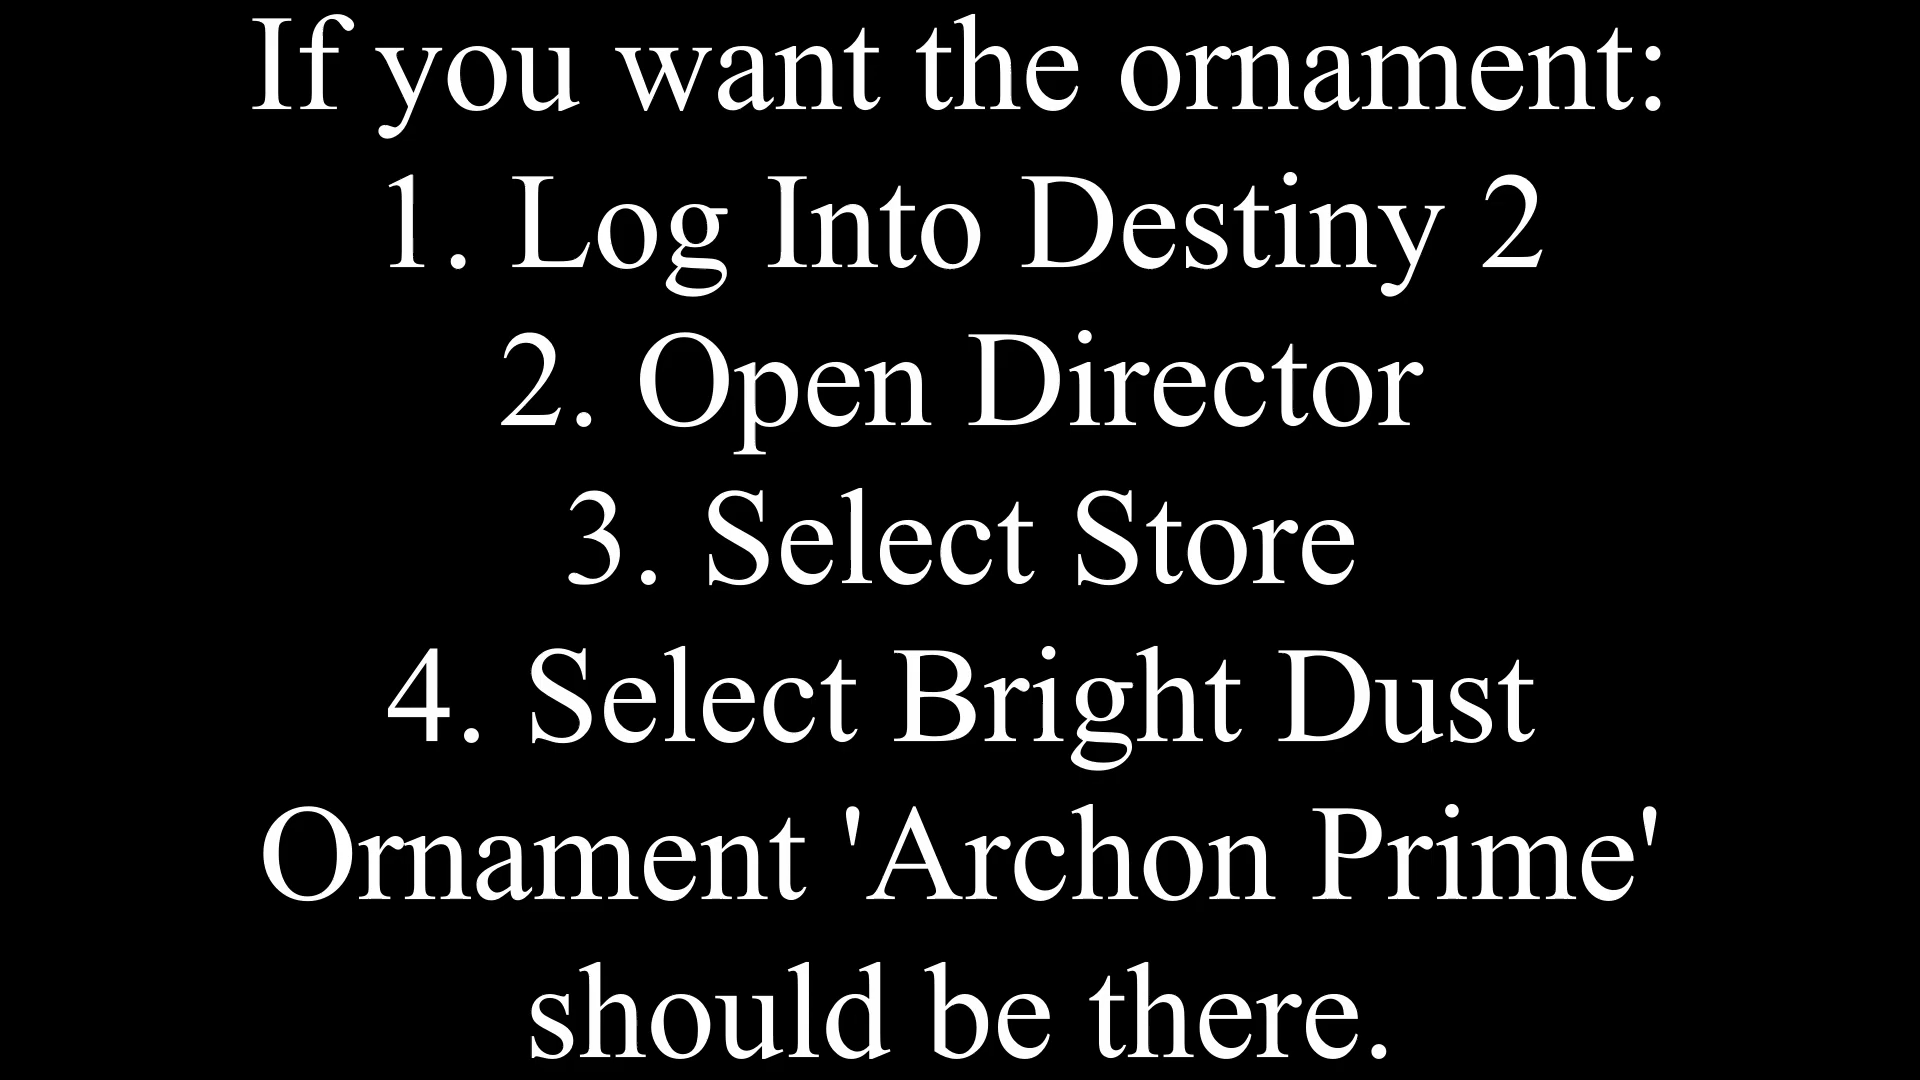 If you want the ornament:
1. Log Into Destiny 2
2. Open Director
3. Select Store
4. Select Bright Dust
Ornament 'Archon Prime'
should be there.